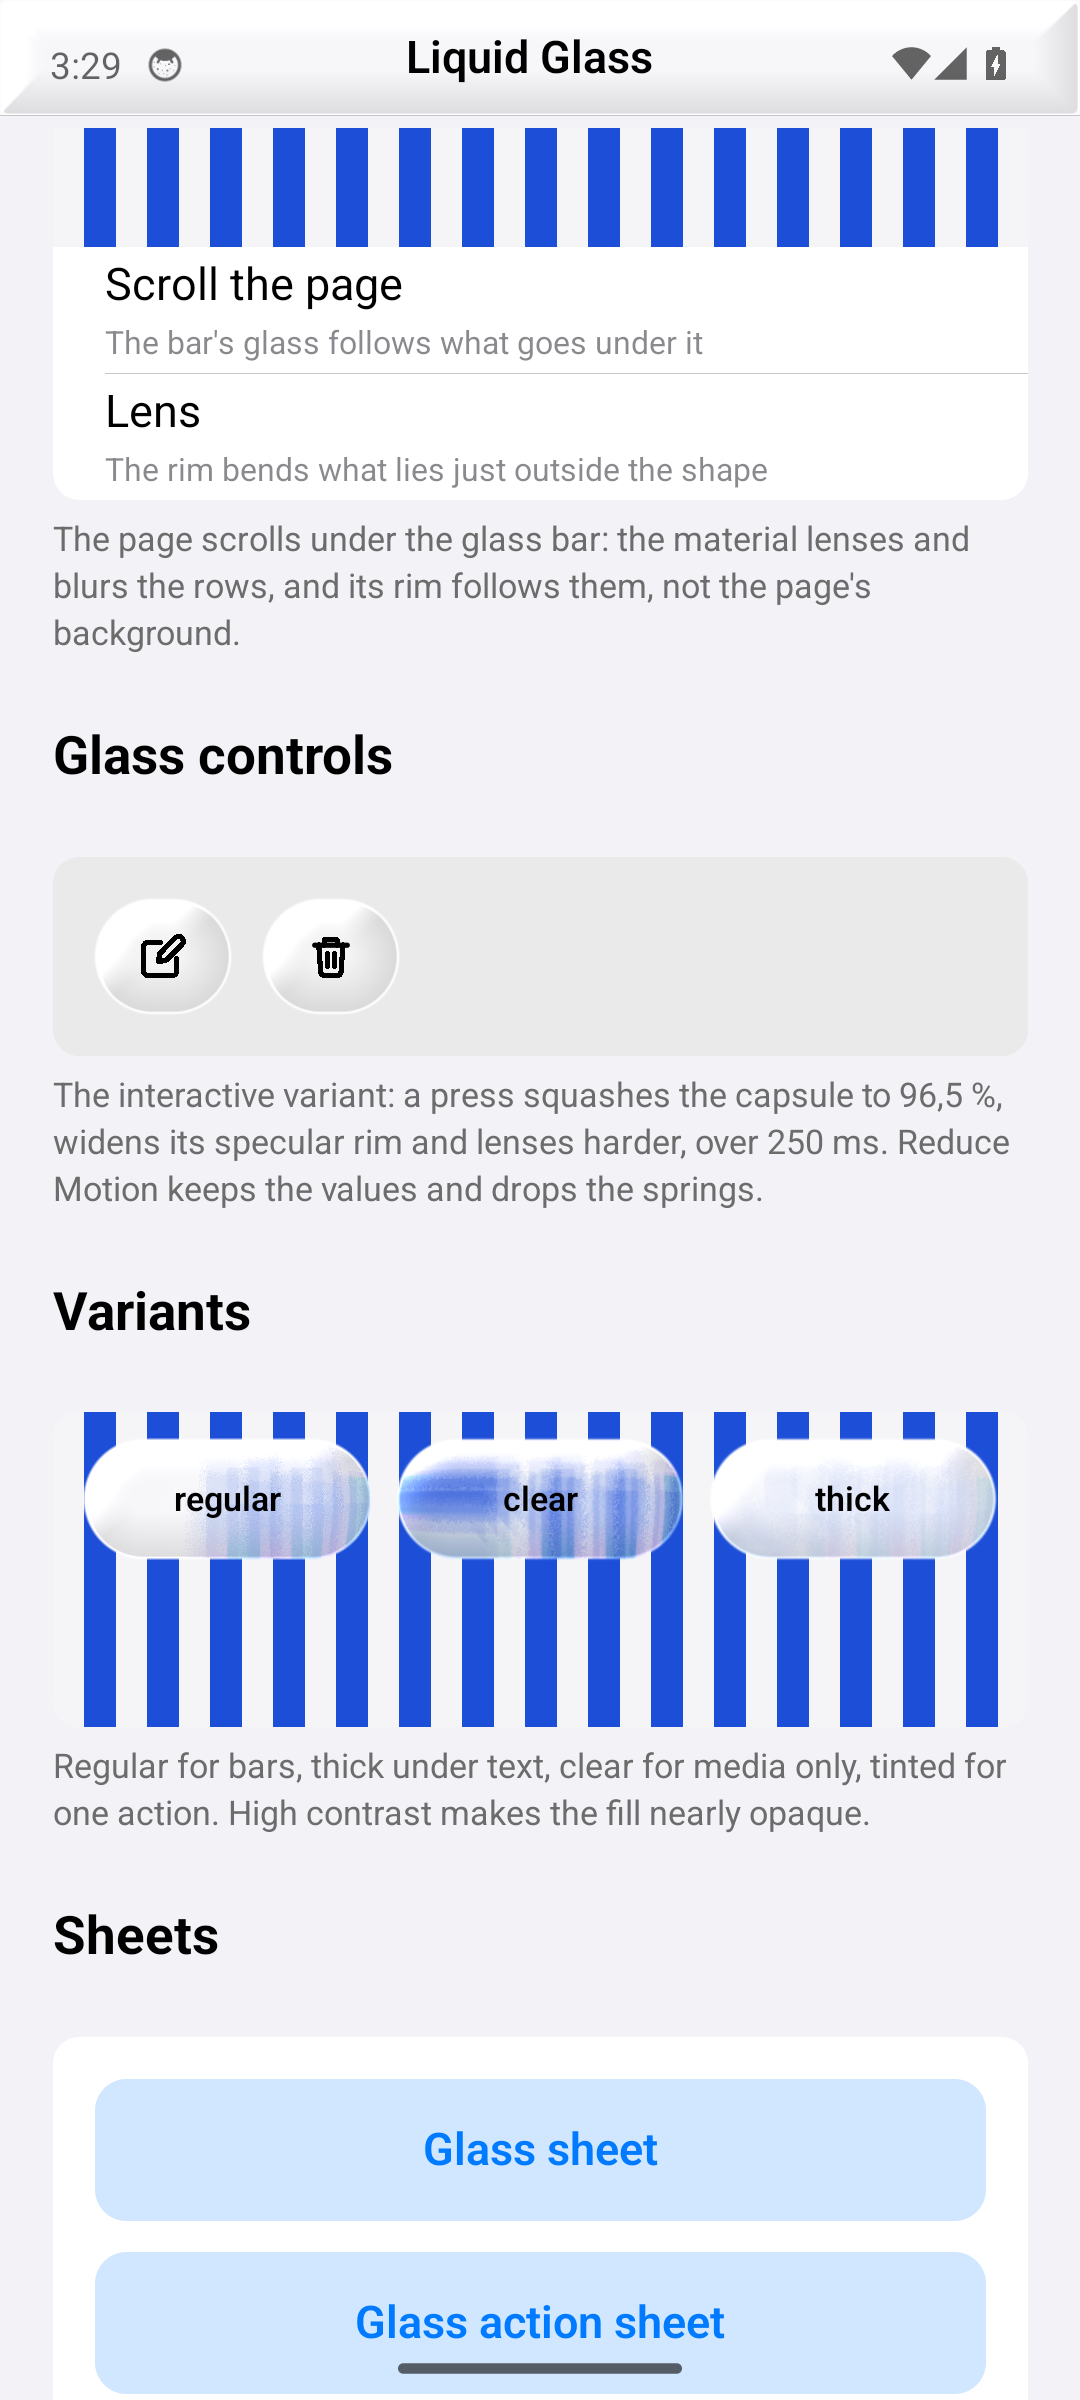 3:29
Liquid Glass
Scroll the page
The bar's glass follows what goes under it
Lens
The rim bends what lies just outside the shape
The page scrolls under the glass bar: the material lenses and
blurs the rows, and its rim follows them, not the page's
background.
Glass controls
The interactive variant: a press squashes the capsule to 96,5 %,
widens its specular rim and lenses harder, over 250 ms. Reduce
Motion keeps the values and drops the springs.
Variants
regular
clear
thick
Regular for bars, thick under text, clear for media only, tinted for
one action. High contrast makes the fill nearly opaque.
Sheets
Glass sheet
Glass action sheet